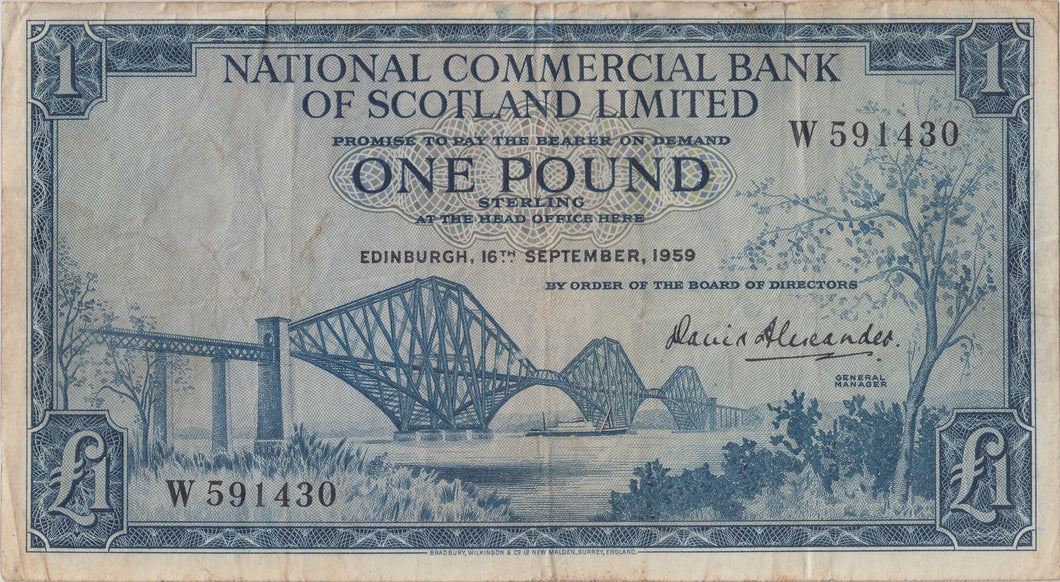 1
1
NATIONAL COMMERCIAL BANK
OF SCOTLAND LIMITED
PROMISE TO PAY THE BEARER ON DEMAND
W 591430
ONE POUND
STERLING
AT THE HEAD OFFICE HERE
EDINBURGH, 16TH SEPTEMBER, 1959
BY ORDER OF THE BOARD OF DIRECTORS
David Alexander.
GENERAL
MANAGER
£1
W 591430
£1
BRADBURY, WILKINSON & Co. Ld. NEW MALDEN, SURREY, ENGLAND.